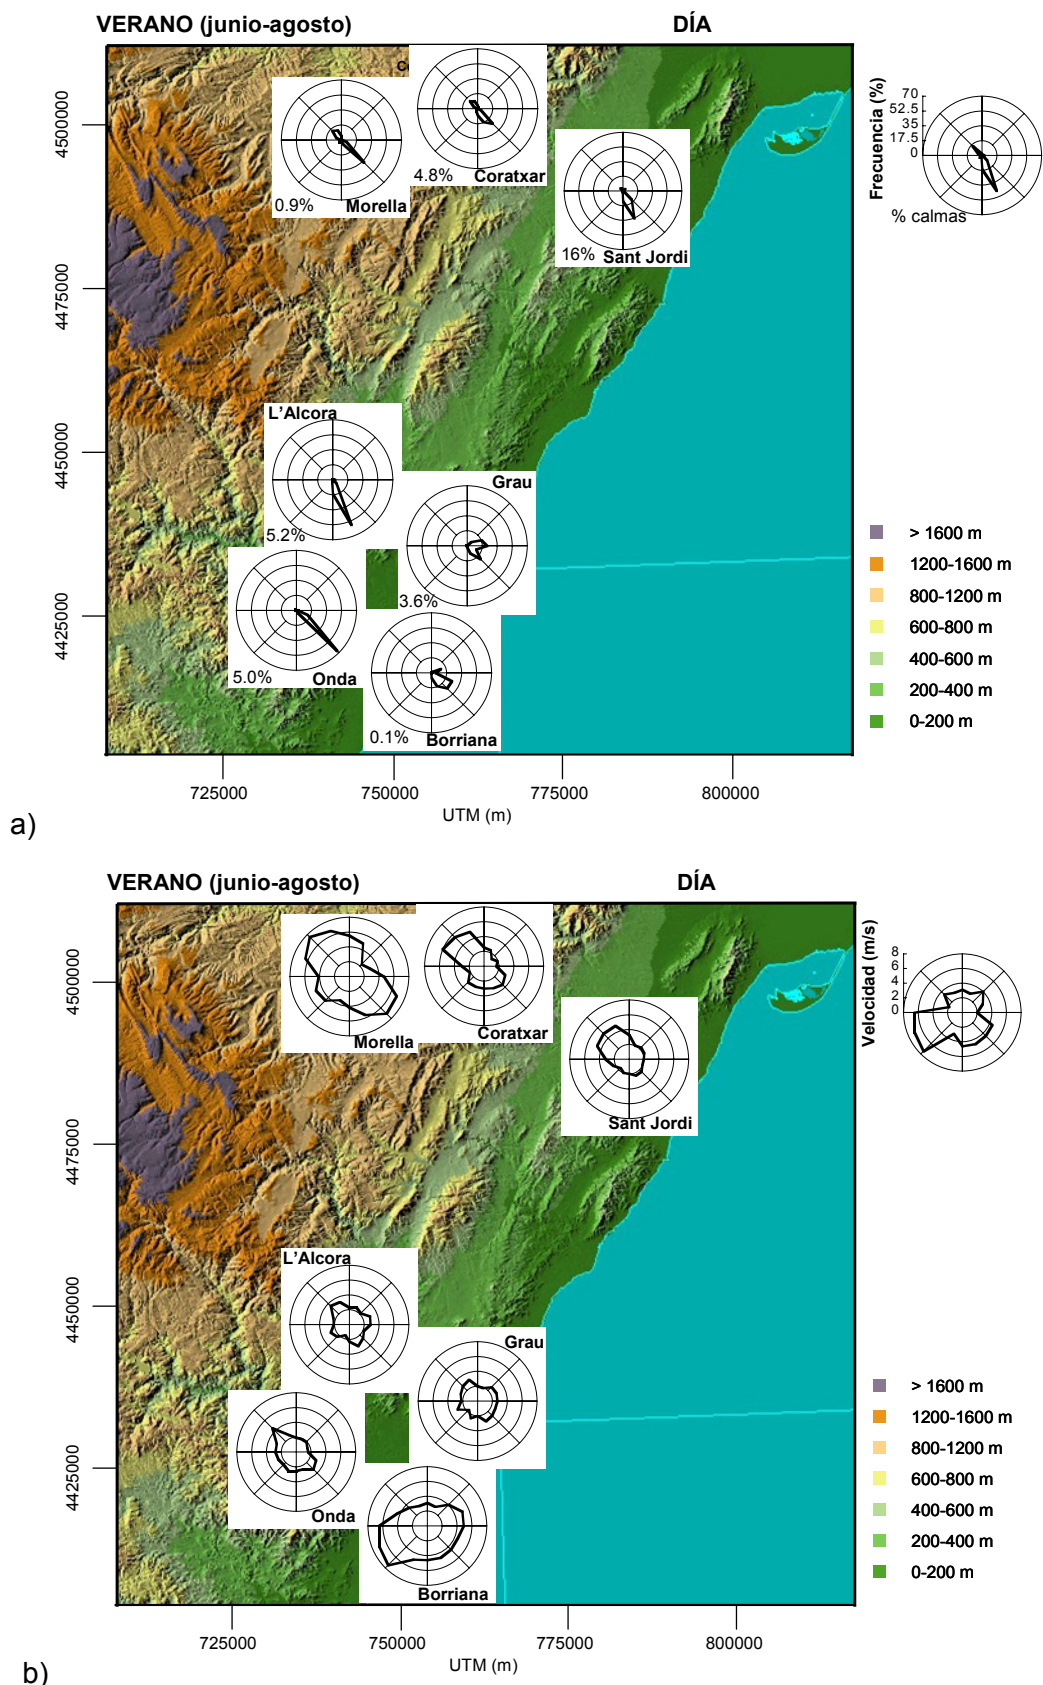 VERANO (junio-agosto) DÍA
4500000
4475000
4450000
4425000
Morella
0.9%
Coratxar
4.8%
Sant Jordi
16%
L'Alcora
5.2%
Grau
3.6%
Onda
5.0%
Borriana
0.1%
Frecuencia (%)
70
52.5
35
17.5
0
% calmas
> 1600 m
1200-1600 m
800-1200 m
600-800 m
400-600 m
200-400 m
0-200 m
725000 750000 775000 800000
UTM (m)
a)
VERANO (junio-agosto) DÍA
4500000
4475000
4450000
4425000
Morella
Coratxar
Sant Jordi
L'Alcora
Grau
Onda
Borriana
Velocidad (m/s)
8
6
4
2
0
> 1600 m
1200-1600 m
800-1200 m
600-800 m
400-600 m
200-400 m
0-200 m
725000 750000 775000 800000
UTM (m)
b)